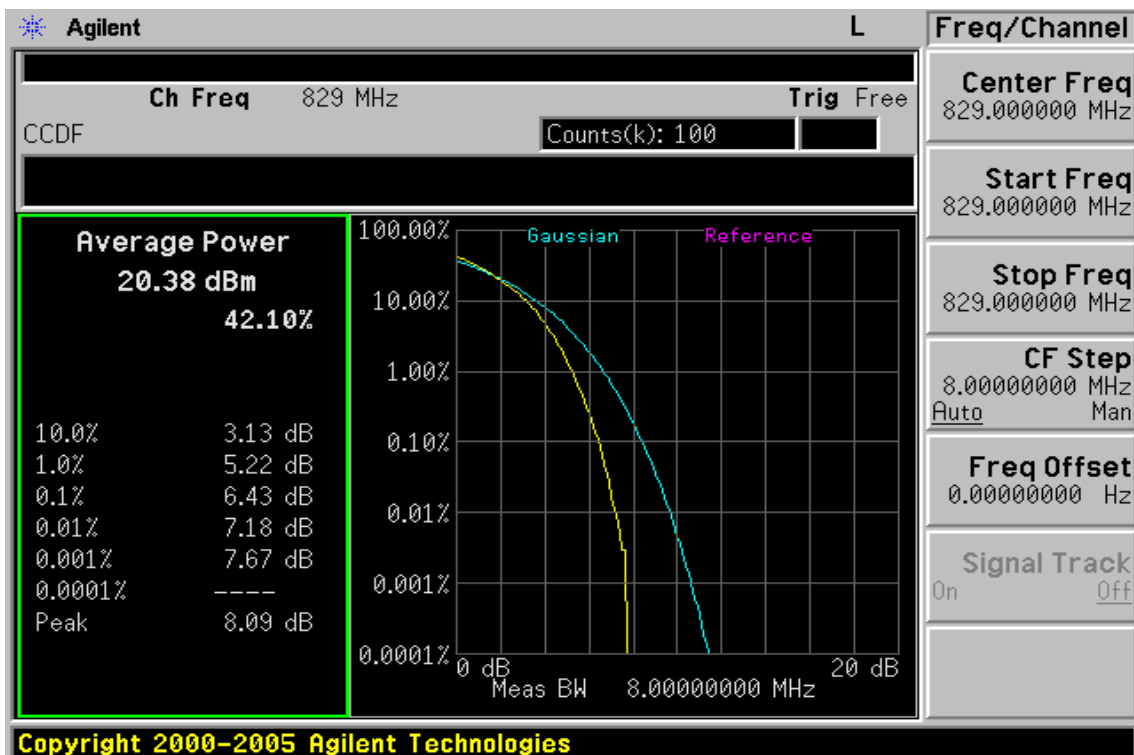 Agilent L
Freq/Channel
Ch Freq 829 MHz Trig Free
CCDF Counts(k): 100
Average Power
20.38 dBm
42.10%
10.0% 3.13 dB
1.0% 5.22 dB
0.1% 6.43 dB
0.01% 7.18 dB
0.001% 7.67 dB
0.0001% ----
Peak 8.09 dB
Gaussian Reference
100.00%
10.00%
1.00%
0.10%
0.01%
0.001%
0.0001%
0 dB 20 dB
Meas BW 8.00000000 MHz
Center Freq
829.000000 MHz
Start Freq
829.000000 MHz
Stop Freq
829.000000 MHz
CF Step
8.00000000 MHz
Auto Man
Freq Offset
0.00000000 Hz
Signal Track
On Off
Copyright 2000-2005 Agilent Technologies